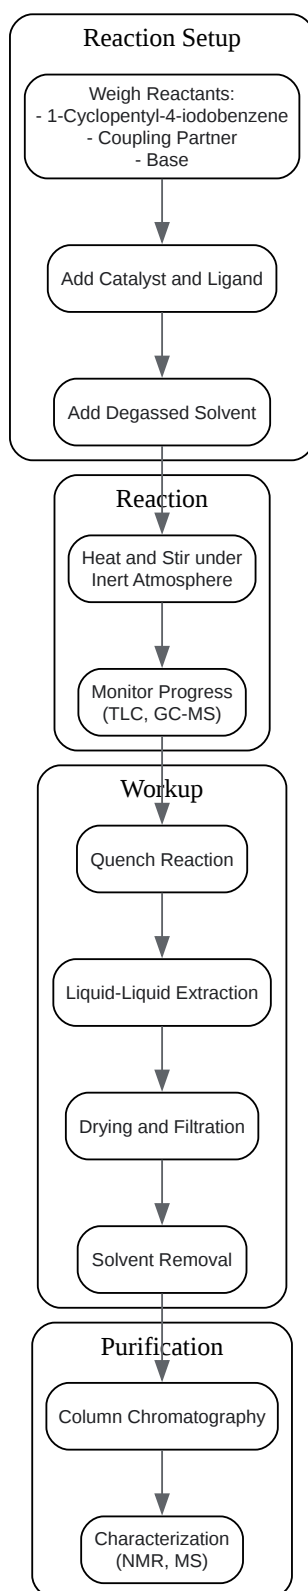 Reaction Setup
Weigh Reactants:
- 1-Cyclopentyl-4-iodobenzene
- Coupling Partner
- Base
Add Catalyst and Ligand
Add Degassed Solvent
Reaction
Heat and Stir under
Inert Atmosphere
Monitor Progress
(TLC, GC-MS)
Workup
Quench Reaction
Liquid-Liquid Extraction
Drying and Filtration
Solvent Removal
Purification
Column Chromatography
Characterization
(NMR, MS)